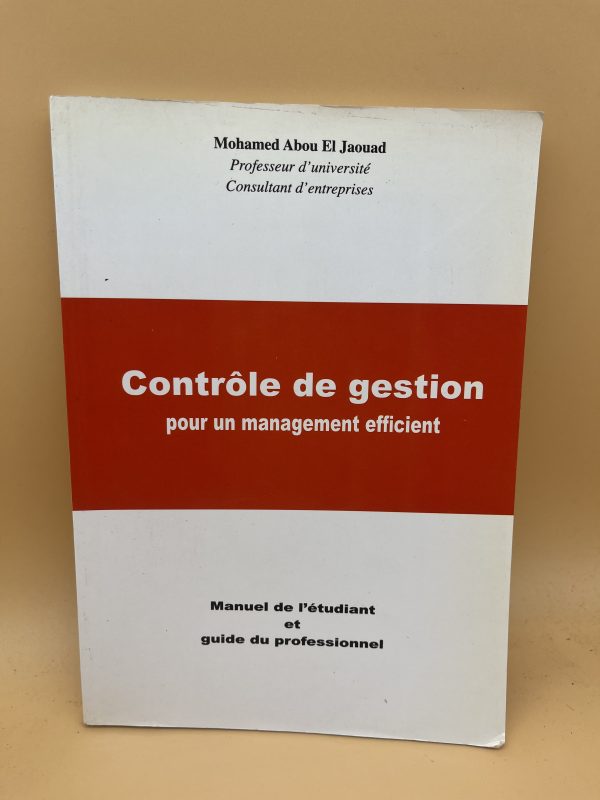 Mohamed Abou El Jaouad
Professeur d'université
Consultant d'entreprises
Contrôle de gestion
pour un management efficient
Manuel de l'étudiant
et
guide du professionnel